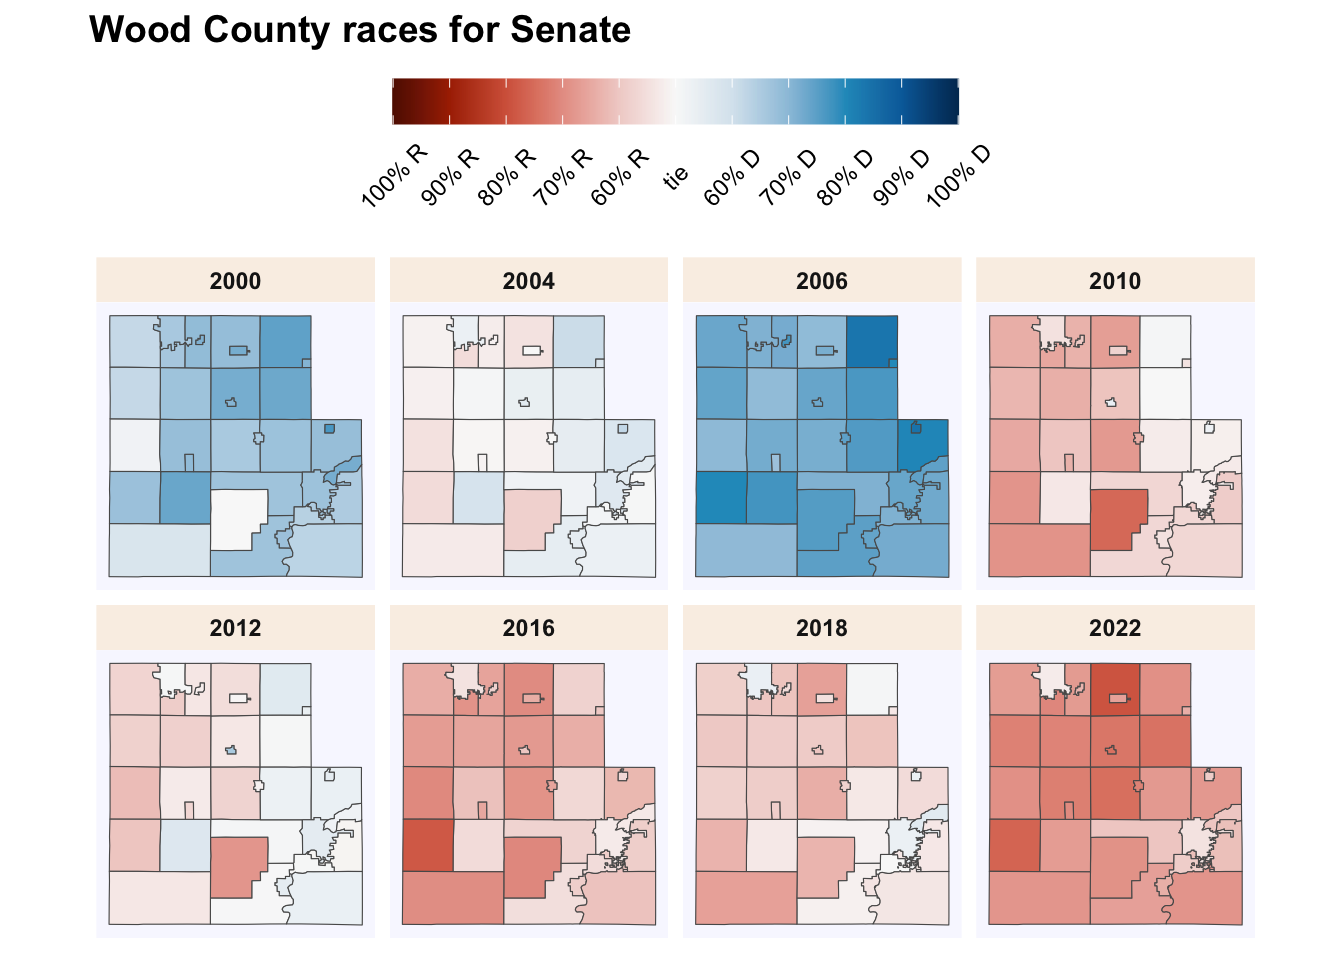 Wood County races for Senate
100% R 90% R 80% R 70% R 60% R tie 60% D 70% D 80% D 90% D 100% D
2000 2004 2006 2010
2012 2016 2018 2022